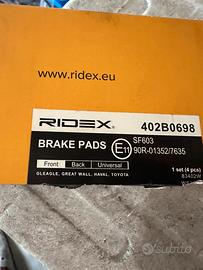 www.ridex.eu
RIDEX 402B0698
BRAKE PADS E11 SF603
90R-01352/7635
Front Back Universal 1 set (4 pcs)
83402W
GLEAGLE, GREAT WALL, HAVAL, TOYOTA
Subito